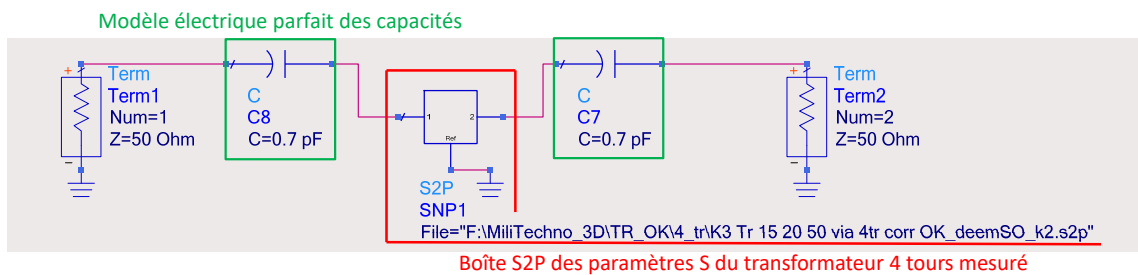 Modèle électrique parfait des capacités
+
Term
Term1
Num=1
Z=50 Ohm
-
C
C8
C=0.7 pF
1
2
Ref
S2P
SNP1
File="F:\MiliTechno_3D\TR_OK\4_tr\K3 Tr 15 20 50 via 4tr corr OK_deemSO_k2.s2p"
C
C7
C=0.7 pF
+
Term
Term2
Num=2
Z=50 Ohm
-
Boîte S2P des paramètres S du transformateur 4 tours mesuré